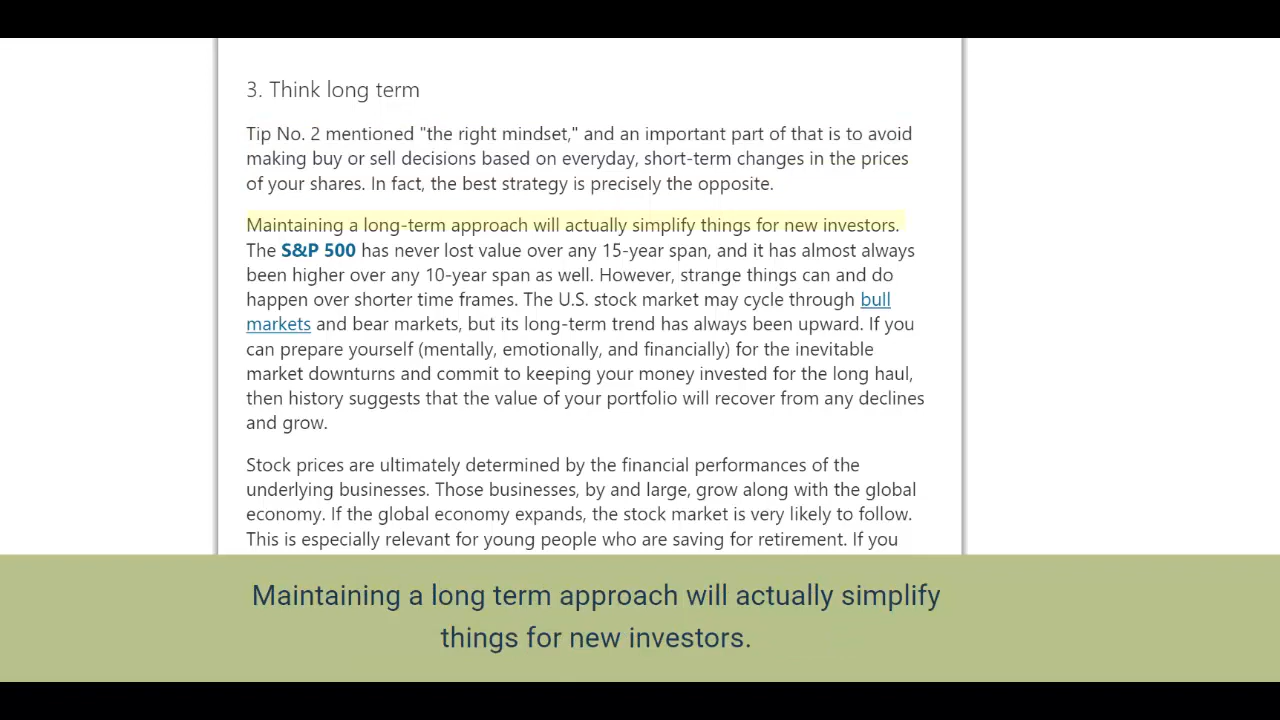 3. Think long term
Tip No. 2 mentioned "the right mindset," and an important part of that is to avoid
making buy or sell decisions based on everyday, short-term changes in the prices
of your shares. In fact, the best strategy is precisely the opposite.
Maintaining a long-term approach will actually simplify things for new investors.
The S&P 500 has never lost value over any 15-year span, and it has almost always
been higher over any 10-year span as well. However, strange things can and do
happen over shorter time frames. The U.S. stock market may cycle through bull
markets and bear markets, but its long-term trend has always been upward. If you
can prepare yourself (mentally, emotionally, and financially) for the inevitable
market downturns and commit to keeping your money invested for the long haul,
then history suggests that the value of your portfolio will recover from any declines
and grow.
Stock prices are ultimately determined by the financial performances of the
underlying businesses. Those businesses, by and large, grow along with the global
economy. If the global economy expands, the stock market is very likely to follow.
This is especially relevant for young people who are saving for retirement. If you
Maintaining a long term approach will actually simplify
things for new investors.